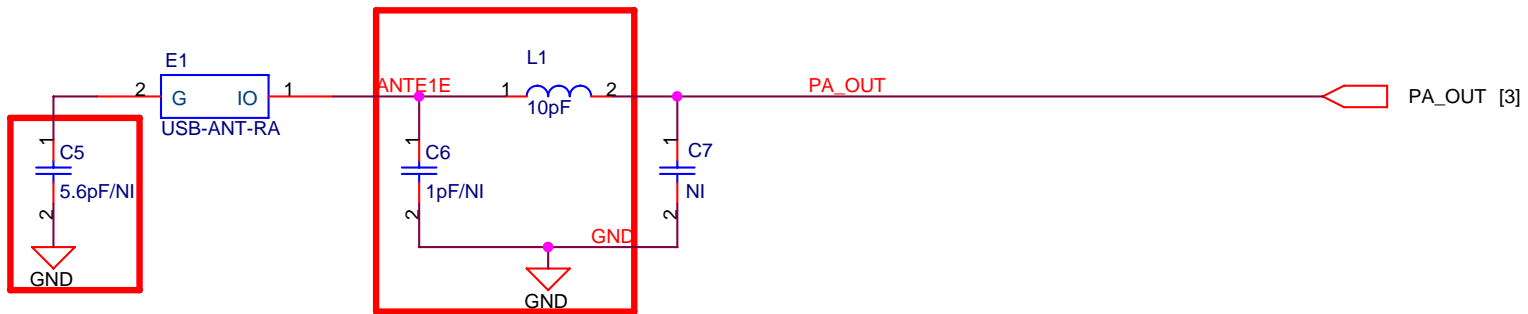 E1
L1
2
G
IO
1
ANTE1E
1
2
PA_OUT
PA_OUT [3]
10pF
USB-ANT-RA
1
C5
5.6pF/NI
2
GND
1
C6
1pF/NI
2
1
C7
NI
2
GND
GND